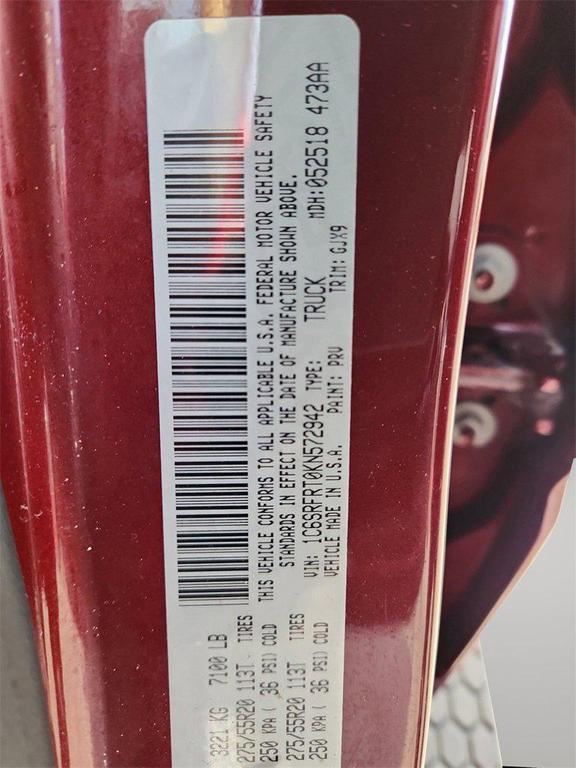 3221 KG 7100 LB
275/55R20 113T TIRES
250 KPA ( 36 PSI) COLD
275/55R20 113T TIRES
250 KPA ( 36 PSI) COLD
THIS VEHICLE CONFORMS TO ALL APPLICABLE U.S.A. FEDERAL MOTOR VEHICLE SAFETY
STANDARDS IN EFFECT ON THE DATE OF MANUFACTURE SHOWN ABOVE.
VIN: 1C6SRFRT0KN572942 TYPE: TRUCK MDH:052518 473AA
VEHICLE MADE IN U.S.A. PAINT: PRV TRIM: GJX9